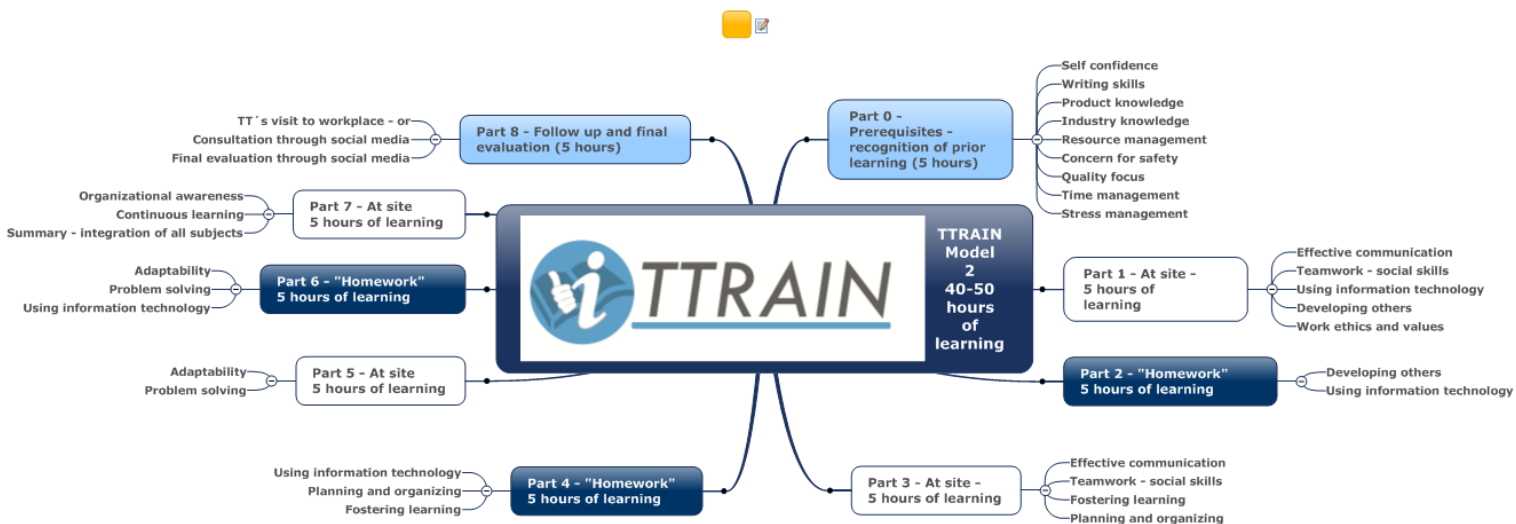 Part 0 -
Prerequisites -
recognition of prior
learning (5 hours)
Self confidence
Writing skills
Product knowledge
Industry knowledge
Resource management
Concern for safety
Quality focus
Time management
Stress management
TT´s visit to workplace - or
Consultation through social media
Final evaluation through social media
Part 8 - Follow up and final
evaluation (5 hours)
Organizational awareness
Continuous learning
Summary - integration of all subjects
Part 7 - At site
5 hours of learning
i TTRAIN
TTRAIN
Model
2
40-50
hours
of
learning
Part 1 - At site -
5 hours of
learning
Effective communication
Teamwork - social skills
Using information technology
Developing others
Work ethics and values
Adaptability
Problem solving
Using information technology
Part 6 - "Homework"
5 hours of learning
Adaptability
Problem solving
Part 5 - At site
5 hours of learning
Part 2 - "Homework"
5 hours of learning
Developing others
Using information technology
Using information technology
Planning and organizing
Fostering learning
Part 4 - "Homework"
5 hours of learning
Part 3 - At site -
5 hours of learning
Effective communication
Teamwork - social skills
Fostering learning
Planning and organizing